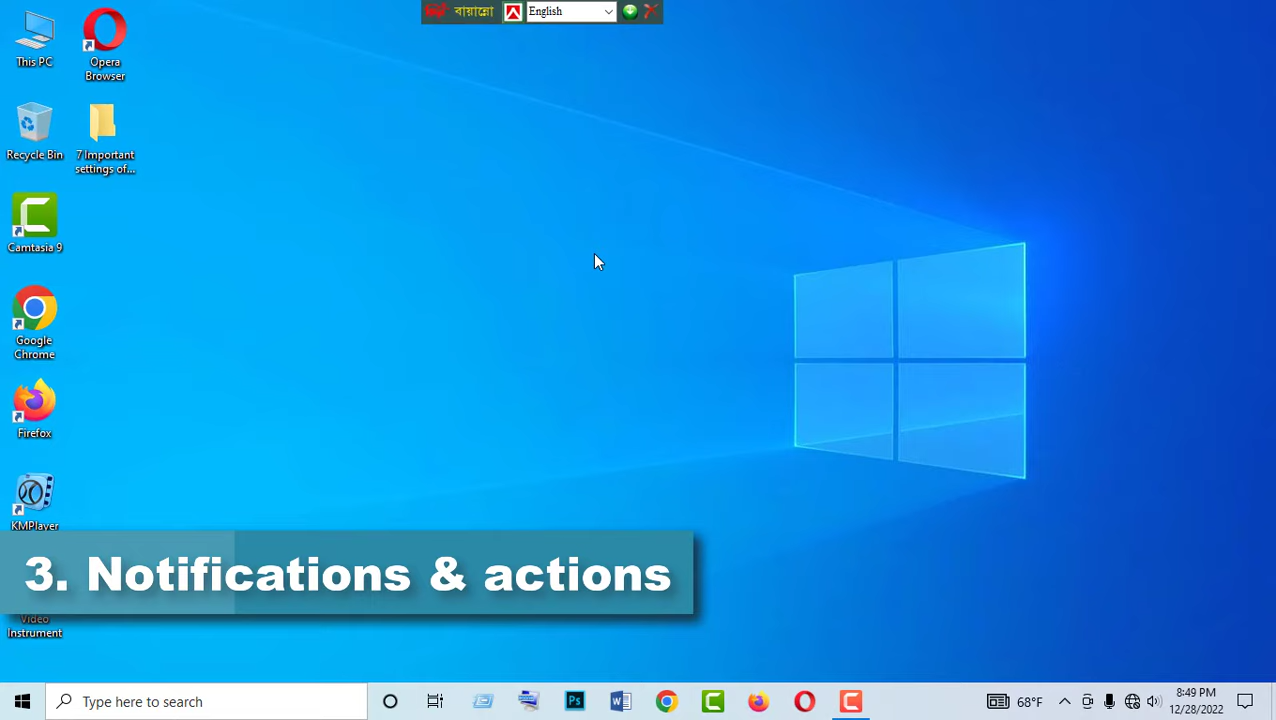 বায়ান্নো
English
This PC
Opera
Browser
Recycle Bin
7 Important
settings of...
Camtasia 9
Google
Chrome
Firefox
KMPlayer
3. Notifications & actions
Video
Instrument
Type here to search
Ps
W
68°F
8:49 PM
12/28/2022